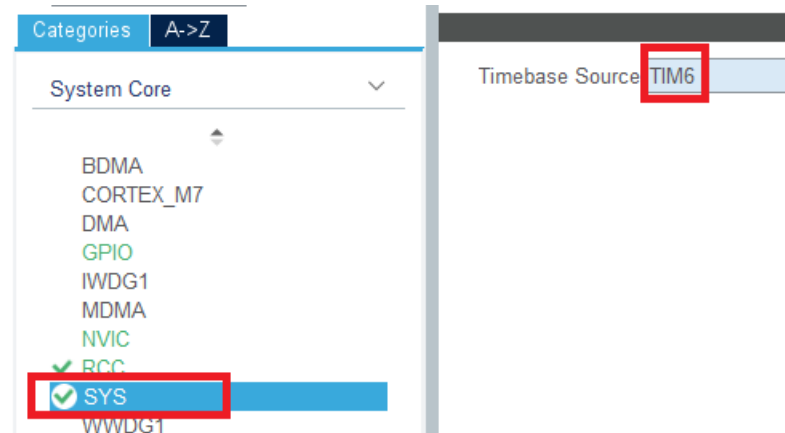 Categories A->Z
System Core
BDMA
CORTEX_M7
DMA
GPIO
IWDG1
MDMA
NVIC
RCC
SYS
WWDG1
Timebase Source TIM6